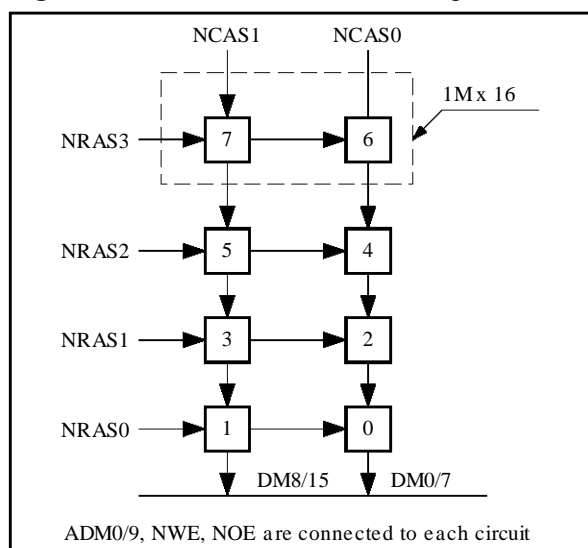 NCAS1 NCAS0
1M x 16
NRAS3 7 6
NRAS2 5 4
NRAS1 3 2
NRAS0 1 0
DM8/15 DM0/7
ADM0/9, NWE, NOE are connected to each circuit